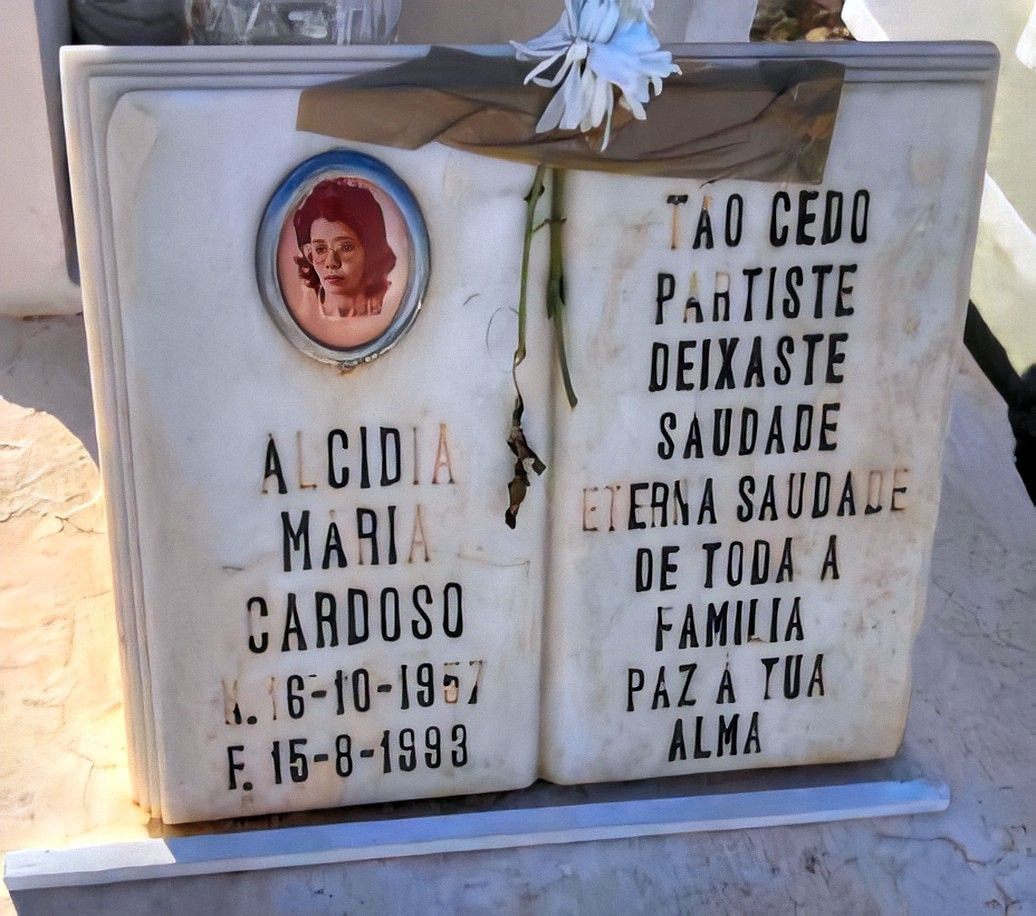 ALCIDIA
MARIA
CARDOSO
N. 16-10-1957
F. 15-8-1993
TÃO CEDO
PARTISTE
DEIXASTE
SAUDADE
ETERNA SAUDADE
DE TODA A
FAMILIA
PAZ À TUA
ALMA